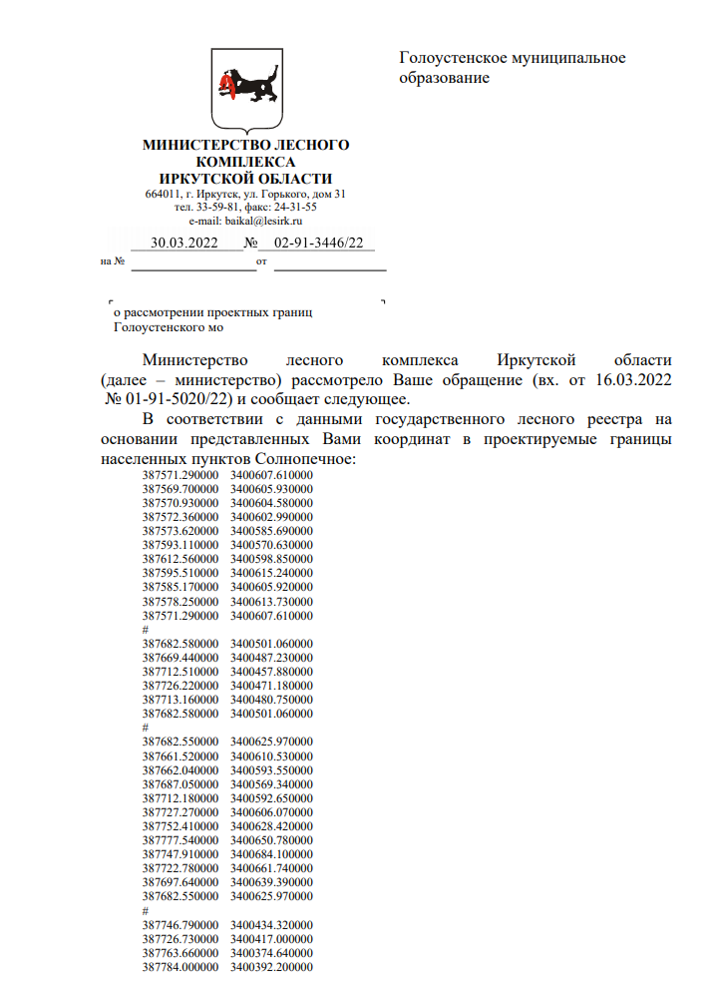 Голоустенское муниципальное
образование
МИНИСТЕРСТВО ЛЕСНОГО
КОМПЛЕКСА
ИРКУТСКОЙ ОБЛАСТИ
664011, г. Иркутск, ул. Горького, дом 31
тел. 33-59-81, факс: 24-31-55
e-mail: baikal@lesirk.ru
30.03.2022 № 02-91-3446/22
на № от
о рассмотрении проектных границ
Голоустенского мо
Министерство лесного комплекса Иркутской области
(далее – министерство) рассмотрело Ваше обращение (вх. от 16.03.2022
№ 01-91-5020/22) и сообщает следующее.
В соответствии с данными государственного лесного реестра на
основании представленных Вами координат в проектируемые границы
населенных пунктов Солнопечное:
387571.290000 3400607.610000
387569.700000 3400605.930000
387570.930000 3400604.580000
387572.360000 3400602.990000
387573.620000 3400585.690000
387593.110000 3400570.630000
387612.560000 3400598.850000
387595.510000 3400615.240000
387585.170000 3400605.920000
387578.250000 3400613.730000
387571.290000 3400607.610000
#
387682.580000 3400501.060000
387669.440000 3400487.230000
387712.510000 3400457.880000
387726.220000 3400471.180000
387713.160000 3400480.750000
387682.580000 3400501.060000
#
387682.550000 3400625.970000
387661.520000 3400610.530000
387662.040000 3400593.550000
387687.050000 3400569.340000
387712.180000 3400592.650000
387727.270000 3400606.070000
387752.410000 3400628.420000
387777.540000 3400650.780000
387747.910000 3400684.100000
387722.780000 3400661.740000
387697.640000 3400639.390000
387682.550000 3400625.970000
#
387746.790000 3400434.320000
387726.730000 3400417.000000
387763.660000 3400374.640000
387784.000000 3400392.200000